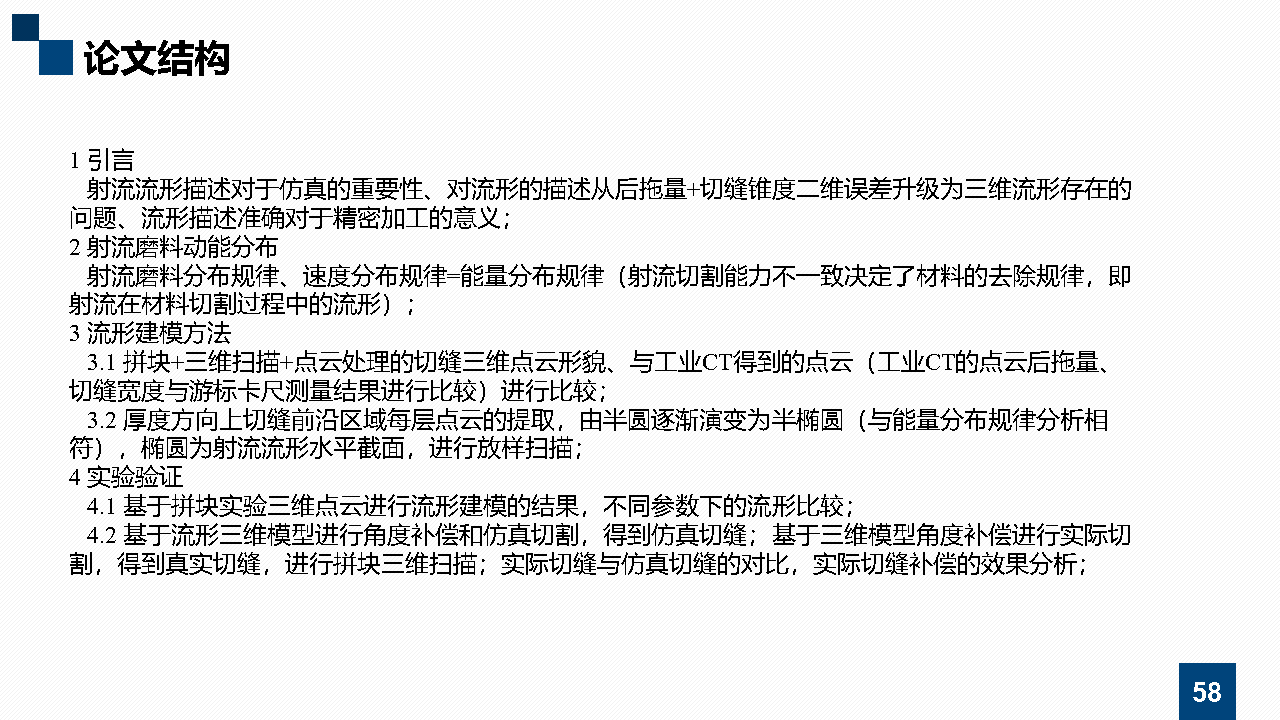 论文结构
1 引言
射流流形描述对于仿真的重要性、对流形的描述从后拖量+切缝锥度二维误差升级为三维流形存在的
问题、流形描述准确对于精密加工的意义；
2 射流磨料动能分布
射流磨料分布规律、速度分布规律=能量分布规律（射流切割能力不一致决定了材料的去除规律，即
射流在材料切割过程中的流形）；
3 流形建模方法
3.1 拼块+三维扫描+点云处理的切缝三维点云形貌、与工业CT得到的点云（工业CT的点云后拖量、
切缝宽度与游标卡尺测量结果进行比较）进行比较；
3.2 厚度方向上切缝前沿区域每层点云的提取，由半圆逐渐演变为半椭圆（与能量分布规律分析相
符），椭圆为射流流形水平截面，进行放样扫描；
4 实验验证
4.1 基于拼块实验三维点云进行流形建模的结果，不同参数下的流形比较；
4.2 基于流形三维模型进行角度补偿和仿真切割，得到仿真切缝；基于三维模型角度补偿进行实际切
割，得到真实切缝，进行拼块三维扫描；实际切缝与仿真切缝的对比，实际切缝补偿的效果分析；
58